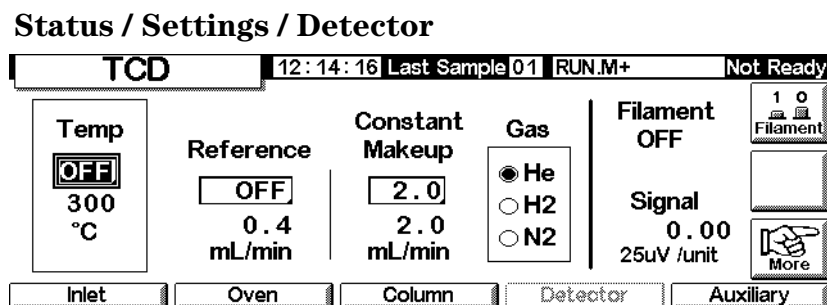 Status / Settings / Detector
TCD
12:14:16 Last Sample 01 RUN.M+ Not Ready
Temp
OFF
300
°C
Reference
OFF
0.4
mL/min
Constant
Makeup
2.0
2.0
mL/min
Gas
He
H2
N2
Filament
OFF
Signal
0.00
25uV /unit
1 0
Filament
More
Inlet Oven Column Detector Auxiliary